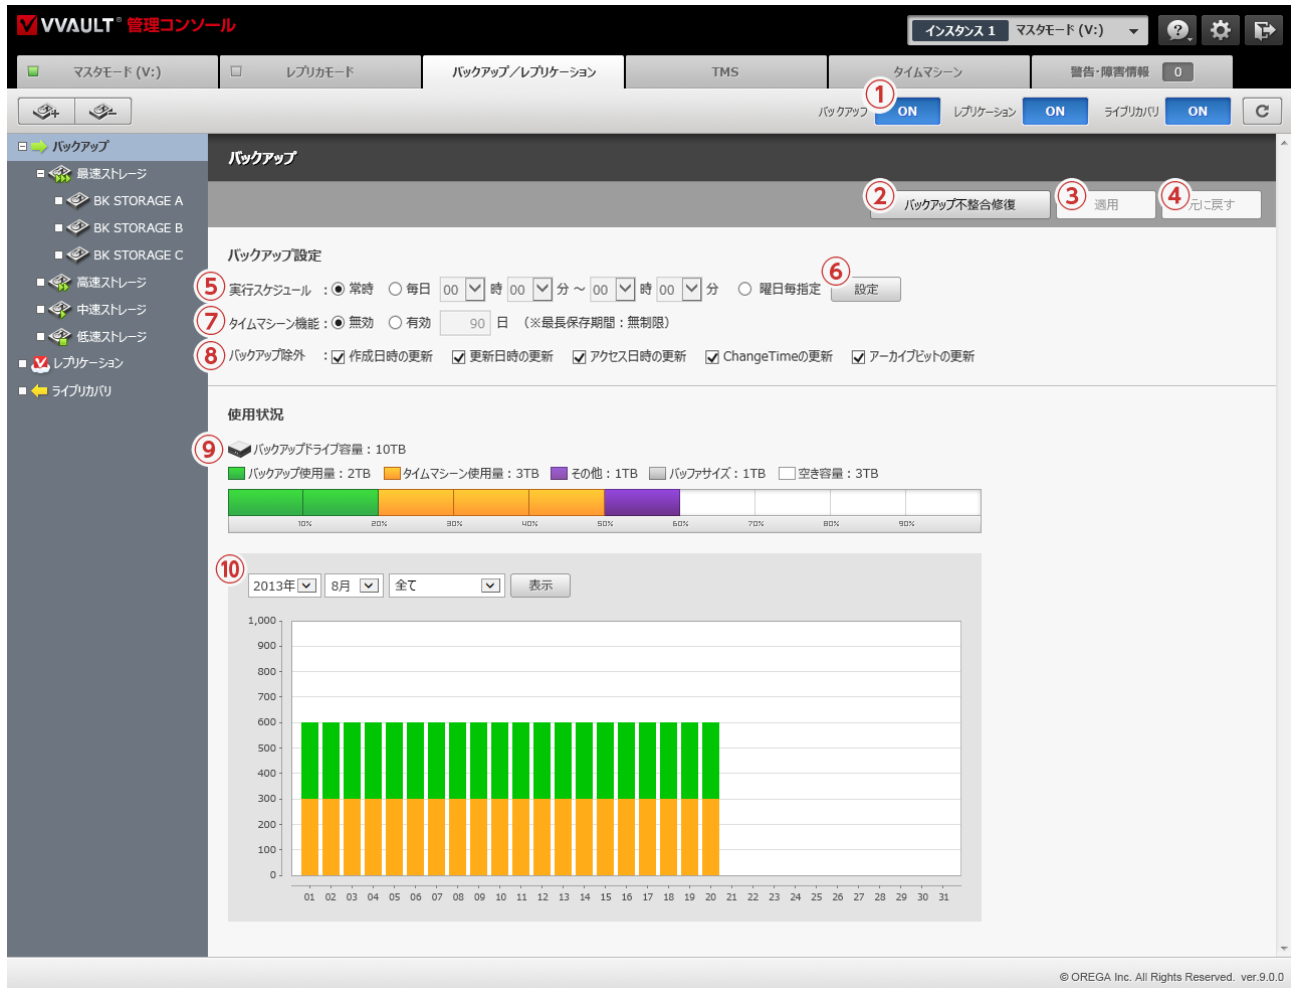 VVAULT® 管理コンソール
インスタンス 1 マスタモード (V:)
マスタモード (V:) レプリカモード バックアップ／レプリケーション TMS タイムマシーン 警告・障害情報 0
① バックアップ ON レプリケーション ON ライブリカバリ ON
バックアップ
最速ストレージ
BK STORAGE A
BK STORAGE B
BK STORAGE C
高速ストレージ
中速ストレージ
低速ストレージ
レプリケーション
ライブリカバリ
バックアップ
② バックアップ不整合修復 ③ 適用 ④ 元に戻す
バックアップ設定
⑤ 実行スケジュール ：常時 毎日 00 時 00 分 ～ 00 時 00 分 曜日毎指定 ⑥ 設定
⑦ タイムマシーン機能：無効 有効 90 日 （※最長保存期間：無制限）
⑧ バックアップ除外 ：作成日時の更新 更新日時の更新 アクセス日時の更新 ChangeTimeの更新 アーカイブビットの更新
使用状況
⑨ バックアップドライブ容量：10TB
バックアップ使用量：2TB タイムマシーン使用量：3TB その他：1TB バッファサイズ：1TB 空き容量：3TB
10% 20% 30% 40% 50% 60% 70% 80% 90%
⑩ 2013年 8月 全て 表示
1,000
900
800
700
600
500
400
300
200
100
0
01 02 03 04 05 06 07 08 09 10 11 12 13 14 15 16 17 18 19 20 21 22 23 24 25 26 27 28 29 30 31
© OREGA Inc. All Rights Reserved. ver.9.0.0